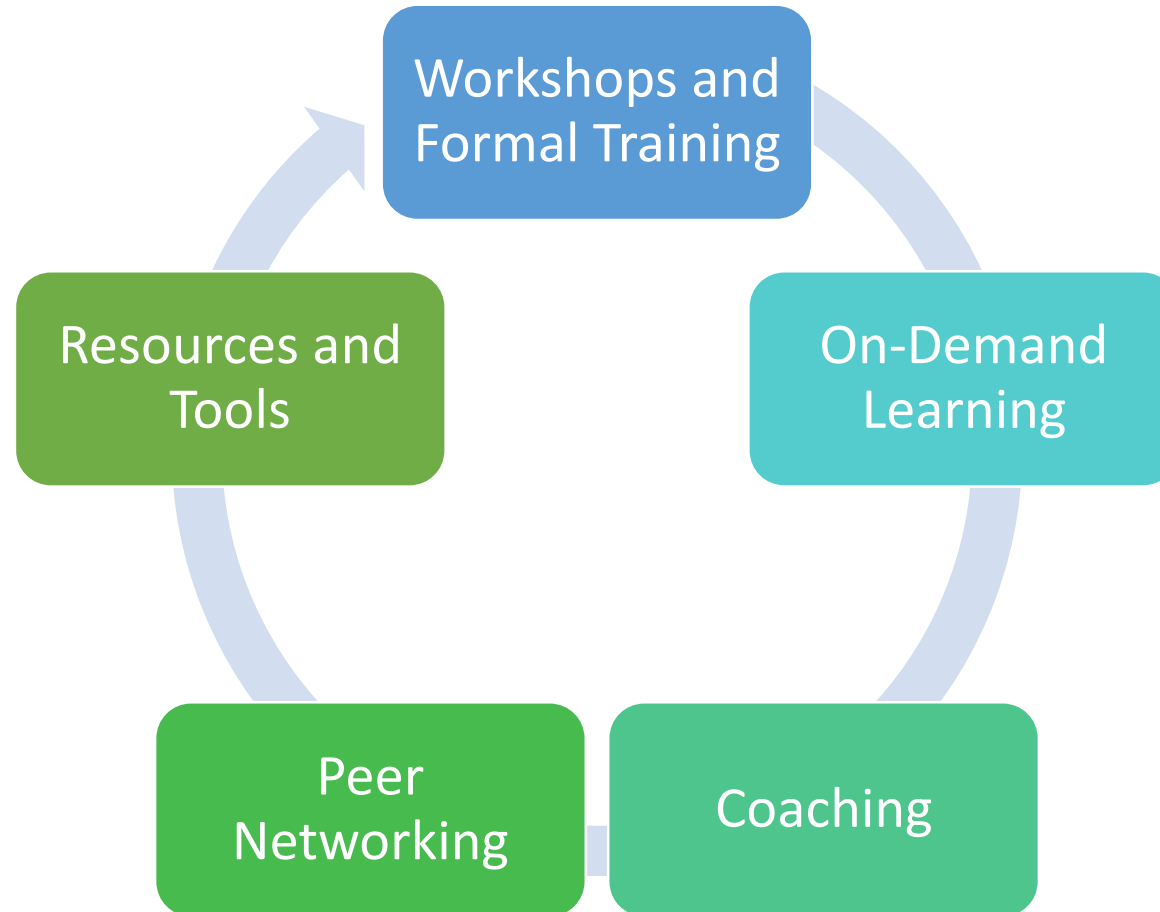 Workshops and
Formal Training
On-Demand
Learning
Coaching
Peer
Networking
Resources and
Tools